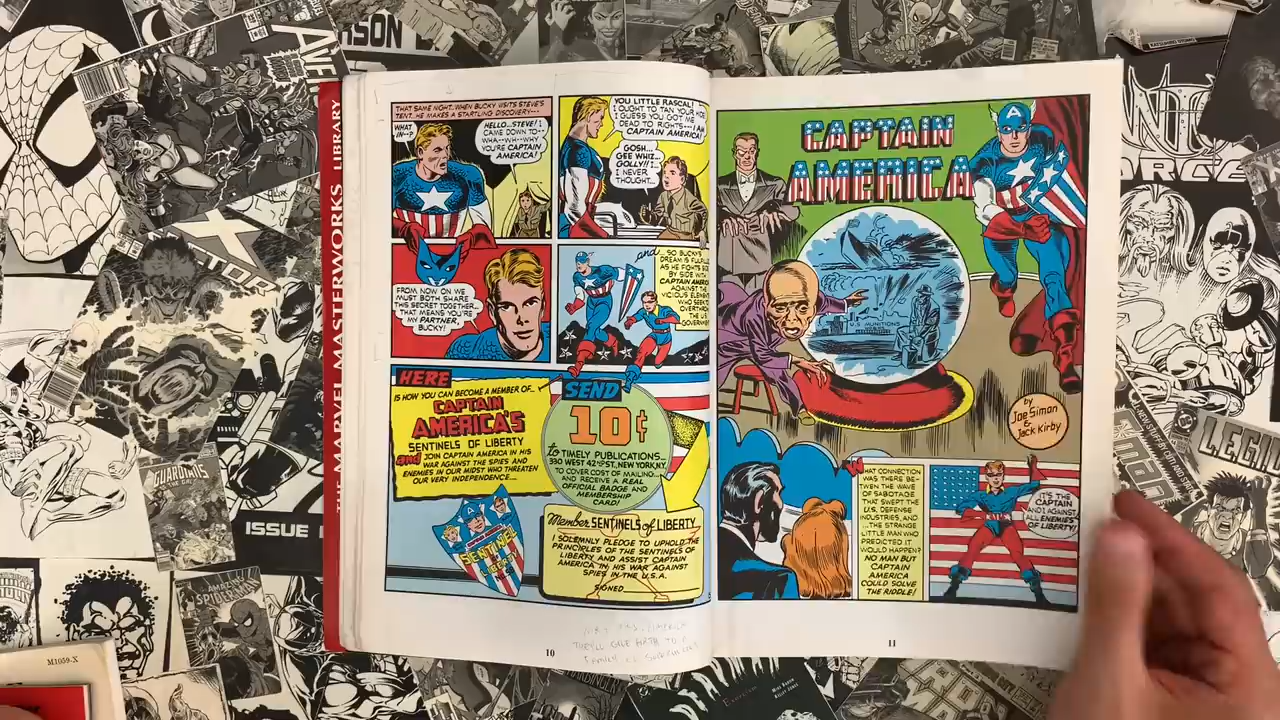 THE MARVEL MASTERWORKS LIBRARY
THAT SAME NIGHT..WHEN BUCKY VISITS STEVE'S
TENT, HE MAKES A STARTLING DISCOVERY---
WHAT
IN--?
HELLO...STEVE! I
CAME DOWN TO--
WHA--WH--WHY
YOU'RE CAPTAIN
AMERICA!
YOU LITTLE RASCAL!
I OUGHT TO TAN YOUR HIDE
I GUESS YOU GOT ME
DEAD TO RIGHTS---I AM
CAPTAIN AMERICA!
GOSH...
GEE WHIZ..
GOLLY!! I..
I NEVER
THOUGHT...
FROM NOW ON WE
MUST BOTH SHARE
THIS SECRET TOGETHER..
THAT MEANS YOU'RE
MY PARTNER,
BUCKY!
and..
SO BUCKY'S
DREAM IS
AS HE FIGHTS
BY SIDE WITH
CAPTAIN
AGAINST
VICIOUS
WHO
THE U.S.
HERE
IS HOW YOU CAN BECOME A MEMBER OF...
CAPTAIN
AMERICA'S
SENTINELS OF LIBERTY
and JOIN CAPTAIN AMERICA IN HIS
WAR AGAINST THE SPIES AND
ENEMIES IN OUR MIDST WHO THREATEN
OUR VERY INDEPENDENCE....
SEND
10¢
to TIMELY PUBLICATIONS...
330 WEST 42ND ST., NEW YORK, N.Y.
TO COVER COST OF MAILING...
AND RECEIVE A REAL
OFFICIAL BADGE AND
MEMBERSHIP
CARD!
SENTINEL
Member SENTINELS of LIBERTY
I SOLEMNLY PLEDGE TO UPHOLD THE
PRINCIPLES OF THE SENTINELS OF
LIBERTY AND ASSIST CAPTAIN
AMERICA IN HIS WAR AGAINST
SPIES IN THE U.S.A.
SIGNED
10
CAPTAIN
AMERICA
A
U.S. MUNITIONS
by
Joe Simon
&
Jack Kirby
WHAT CONNECTION
WAS THERE BE-
TWEEN THE WAVE
OF SABOTAGE
THAT SWEPT THE
U.S. DEFENSE
INDUSTRIES, AND
...THE STRANGE
LITTLE MAN WHO
PREDICTED IT
WOULD HAPPEN?
NO MAN BUT
CAPTAIN
AMERICA
COULD SOLVE
THE RIDDLE!
IT'S THE
CAPTAIN
AND I AGAINST
ALL ENEMIES
OF LIBERTY!
11
M1059-X
GUARDIANS
ISSUE
LEGI